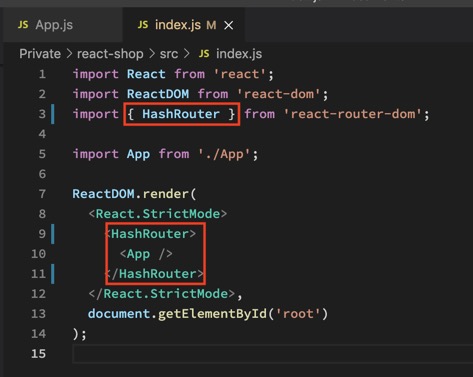 JS App.js JS index.js M ×
Private > react-shop > src > JS index.js
1 import React from 'react';
2 import ReactDOM from 'react-dom';
3 import { HashRouter } from 'react-router-dom';
4
5 import App from './App';
6
7 ReactDOM.render(
8 <React.StrictMode>
9 <HashRouter>
10 <App />
11 </HashRouter>
12 </React.StrictMode>,
13 document.getElementById('root')
14 );
15